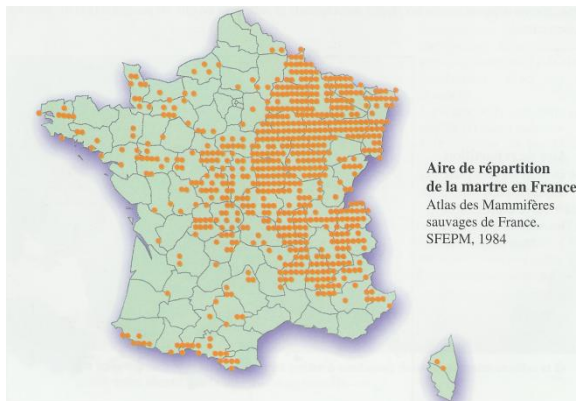 Aire de répartition
de la martre en France
Atlas des Mammifères
sauvages de France.
SFEPM, 1984